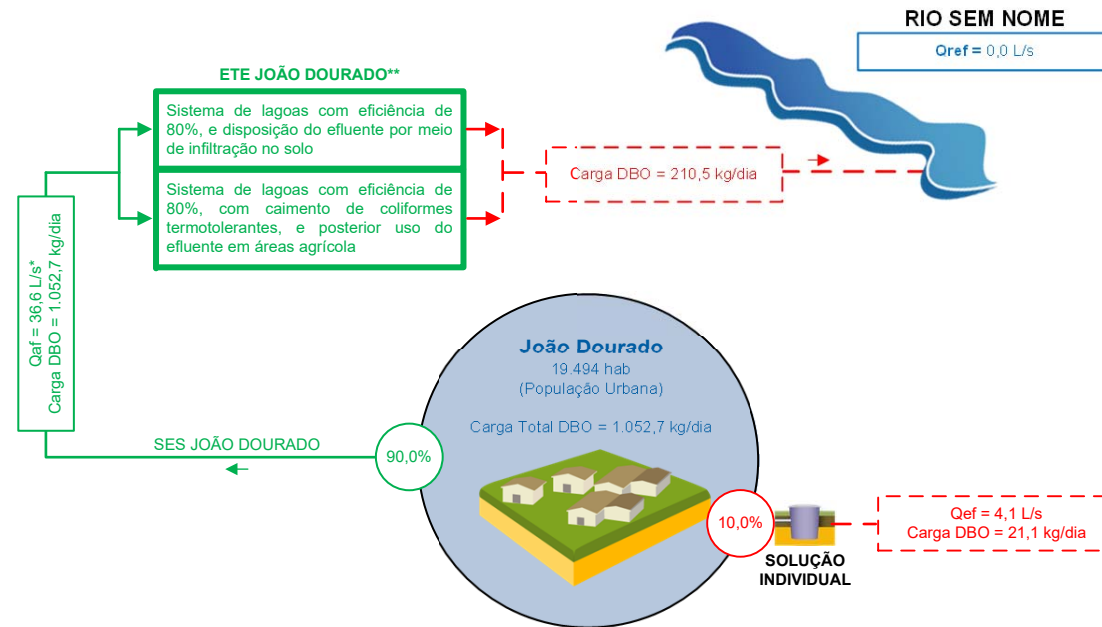 RIO SEM NOME
Qref = 0,0 L/s
ETE JOÃO DOURADO**
Sistema de lagoas com eficiência de
80%, e disposição do efluente por meio
de infiltração no solo
Sistema de lagoas com eficiência de
80%, com caimento de coliformes
termotolerantes, e posterior uso do
efluente em áreas agrícola
Carga DBO = 210,5 kg/dia
Qaf = 36,6 L/s*
Carga DBO = 1.052,7 kg/dia
João Dourado
19.494 hab
(População Urbana)
Carga Total DBO = 1.052,7 kg/dia
SES JOÃO DOURADO
90,0%
10,0%
SOLUÇÃO
INDIVIDUAL
Qef = 4,1 L/s
Carga DBO = 21,1 kg/dia